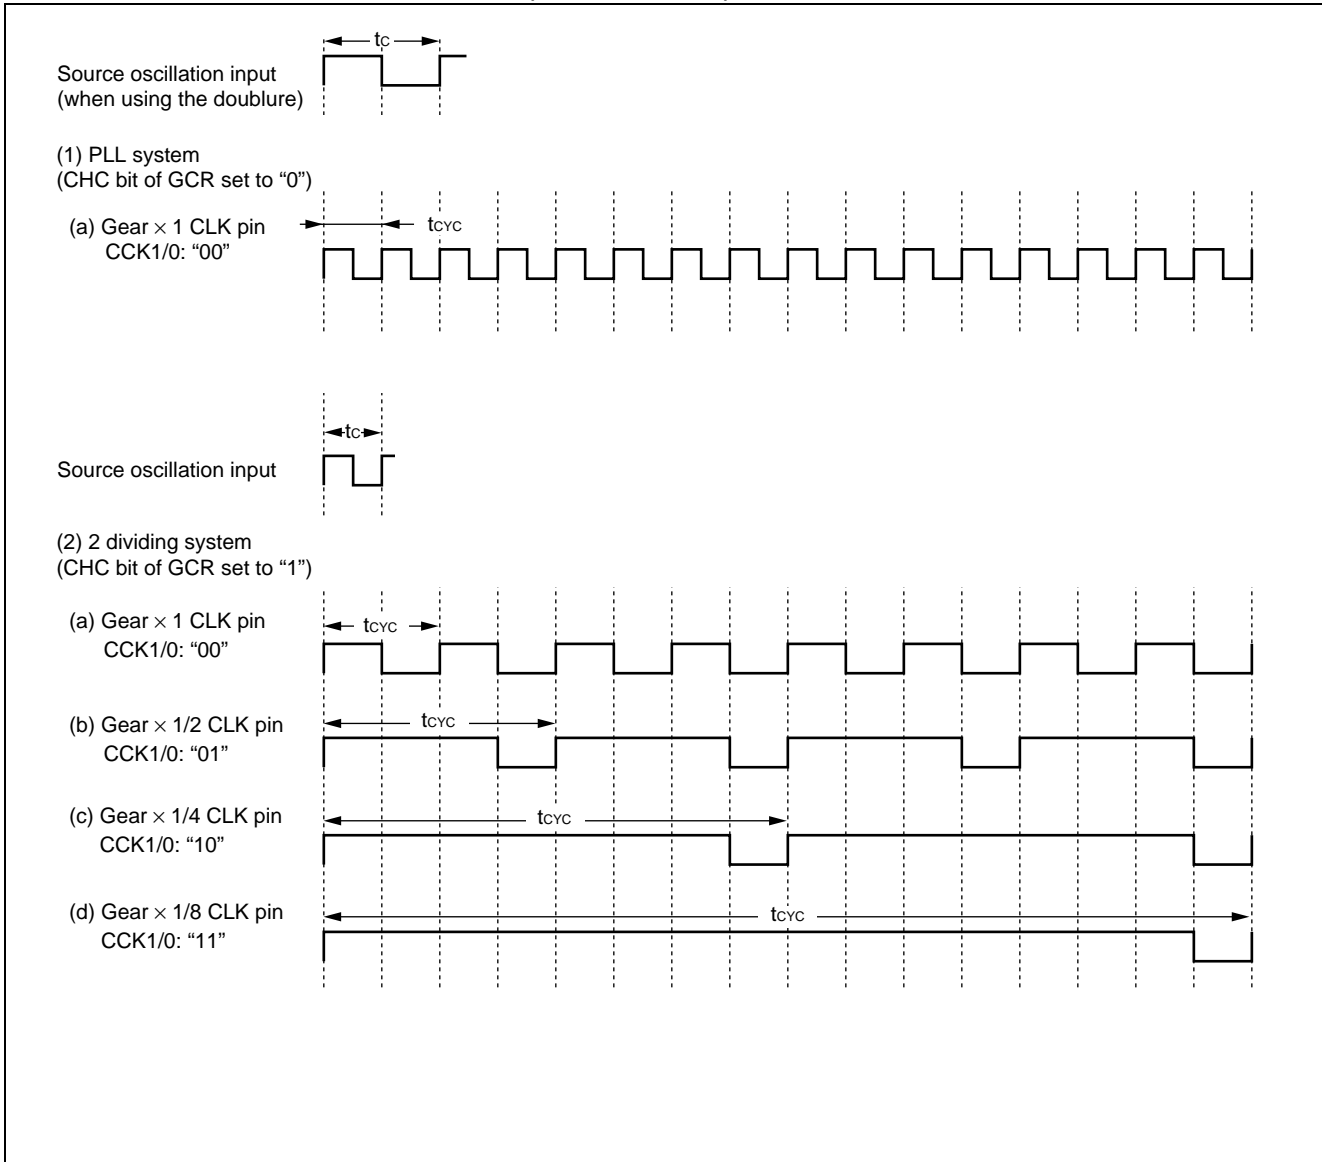 tC
Source oscillation input
(when using the doublure)
(1) PLL system
(CHC bit of GCR set to “0”)
(a) Gear × 1 CLK pin
CCK1/0: “00”
tCYC
tC
Source oscillation input
(2) 2 dividing system
(CHC bit of GCR set to “1”)
(a) Gear × 1 CLK pin
CCK1/0: “00”
tCYC
(b) Gear × 1/2 CLK pin
CCK1/0: “01”
tCYC
(c) Gear × 1/4 CLK pin
CCK1/0: “10”
tCYC
(d) Gear × 1/8 CLK pin
CCK1/0: “11”
tCYC